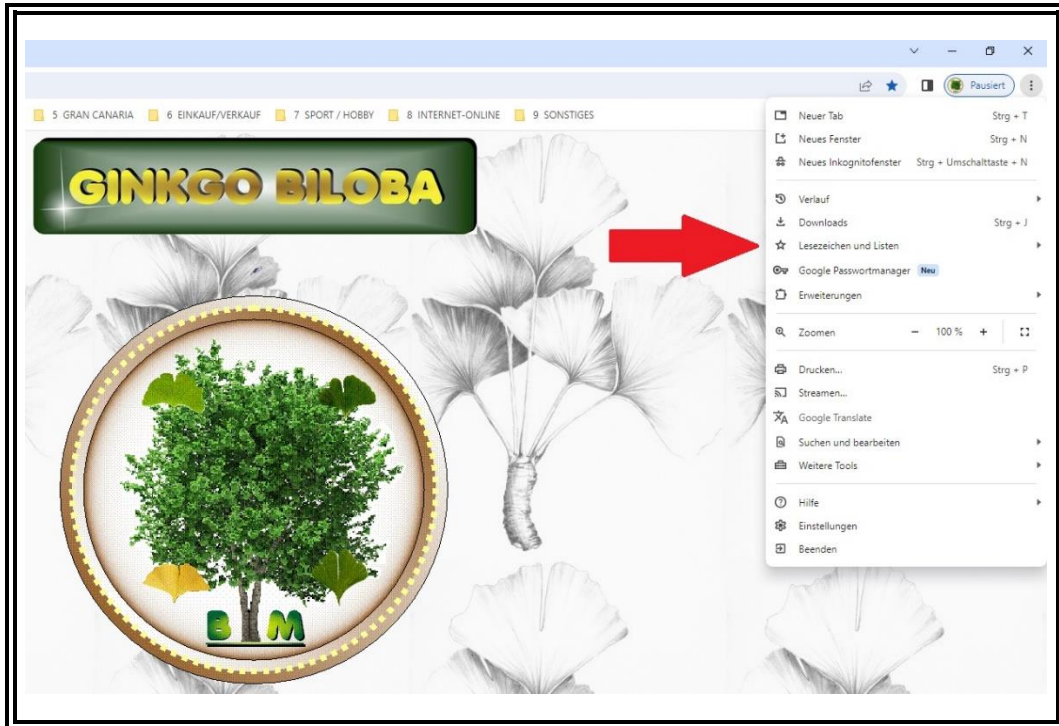 Pausiert
5 GRAN CANARIA 6 EINKAUF/VERKAUF 7 SPORT / HOBBY 8 INTERNET-ONLINE 9 SONSTIGES
GINKGO BILOBA
B M
Neuer Tab Strg + T
Neues Fenster Strg + N
Neues Inkognitofenster Strg + Umschalttaste + N
Verlauf
Downloads Strg + J
Lesezeichen und Listen
Google Passwortmanager Neu
Erweiterungen
Zoomen − 100 % +
Drucken... Strg + P
Streamen...
Google Translate
Suchen und bearbeiten
Weitere Tools
Hilfe
Einstellungen
Beenden